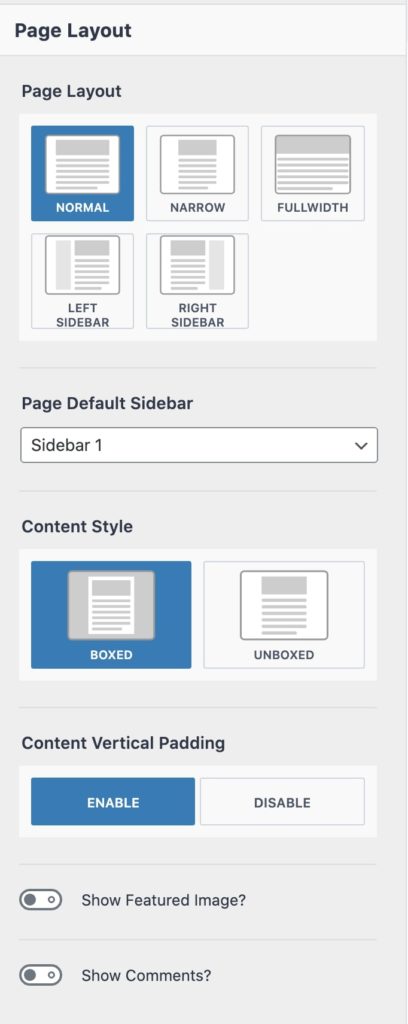 Page Layout
Page Layout
NORMAL
NARROW
FULLWIDTH
LEFT
SIDEBAR
RIGHT
SIDEBAR
Page Default Sidebar
Sidebar 1
Content Style
BOXED
UNBOXED
Content Vertical Padding
ENABLE
DISABLE
Show Featured Image?
Show Comments?